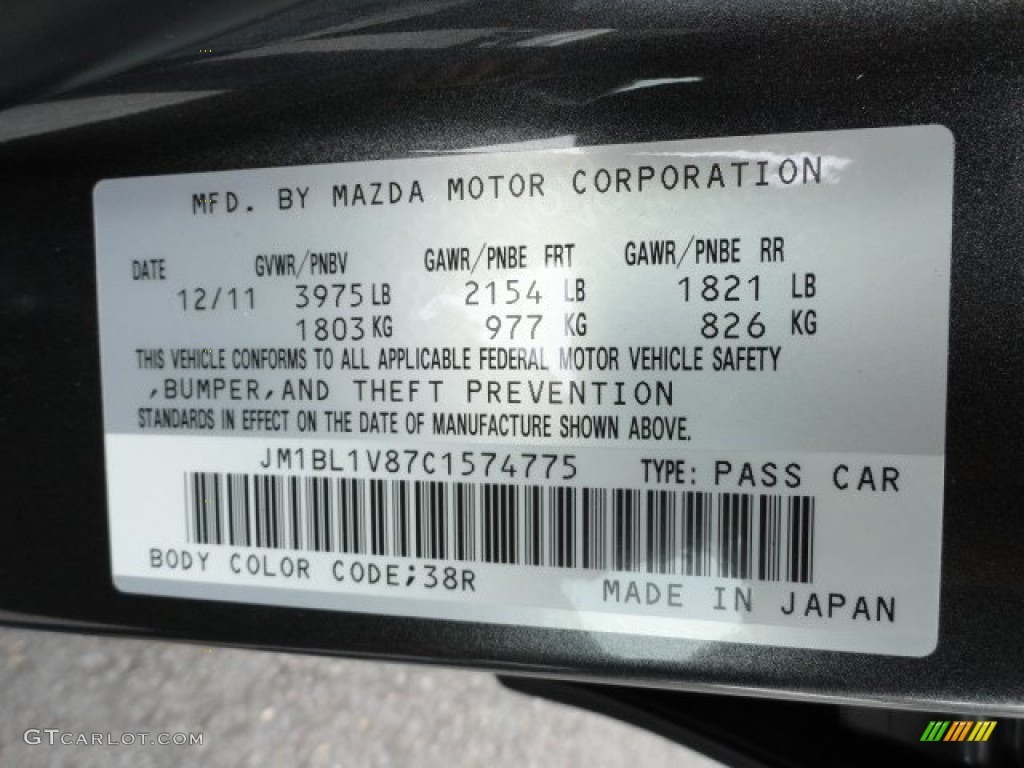 MFD. BY MAZDA MOTOR CORPORATION
DATE GVWR/PNBV GAWR/PNBE FRT GAWR/PNBE RR
12/11 3975 LB 2154 LB 1821 LB
1803 KG 977 KG 826 KG
THIS VEHICLE CONFORMS TO ALL APPLICABLE FEDERAL MOTOR VEHICLE SAFETY
,BUMPER,AND THEFT PREVENTION
STANDARDS IN EFFECT ON THE DATE OF MANUFACTURE SHOWN ABOVE.
JM1BL1V87C1574775 TYPE: PASS CAR
BODY COLOR CODE;38R MADE IN JAPAN
GTCARLOT.COM